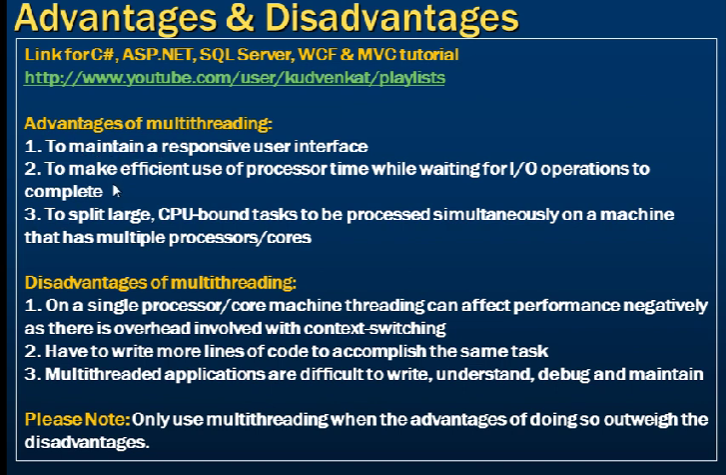 Advantages & Disadvantages
Link for C#, ASP.NET, SQL Server, WCF & MVC tutorial
http://www.youtube.com/user/kudvenkat/playlists
Advantages of multithreading:
1. To maintain a responsive user interface
2. To make efficient use of processor time while waiting for I/O operations to
complete
3. To split large, CPU-bound tasks to be processed simultaneously on a machine
that has multiple processors/cores
Disadvantages of multithreading:
1. On a single processor/core machine threading can affect performance negatively
as there is overhead involved with context-switching
2. Have to write more lines of code to accomplish the same task
3. Multithreaded applications are difficult to write, understand, debug and maintain
Please Note: Only use multithreading when the advantages of doing so outweigh the
disadvantages.